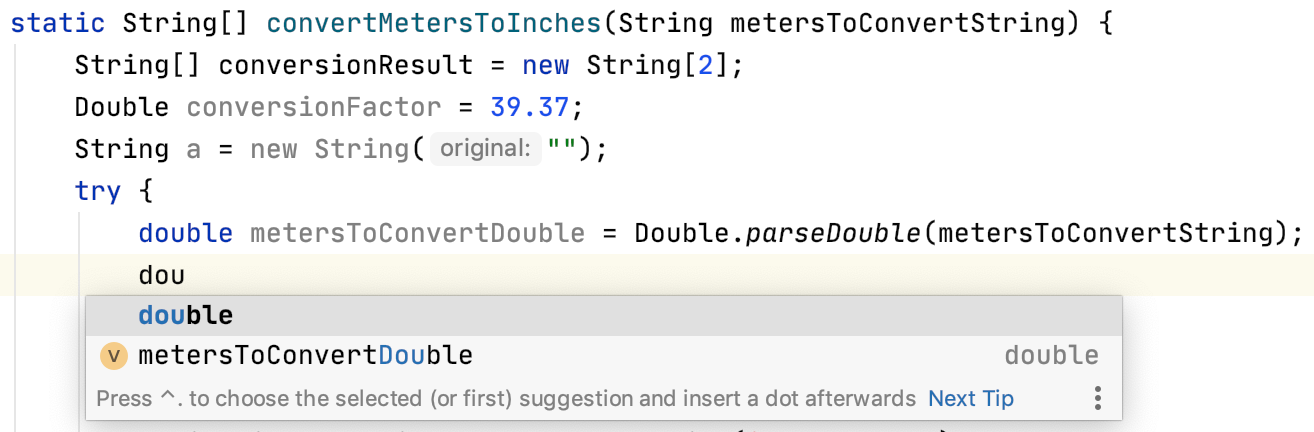 static String[] convertMetersToInches(String metersToConvertString) {
String[] conversionResult = new String[2];
Double conversionFactor = 39.37;
String a = new String( original: "");
try {
double metersToConvertDouble = Double.parseDouble(metersToConvertString);
dou
double
v metersToConvertDouble double
Press ^. to choose the selected (or first) suggestion and insert a dot afterwards Next Tip